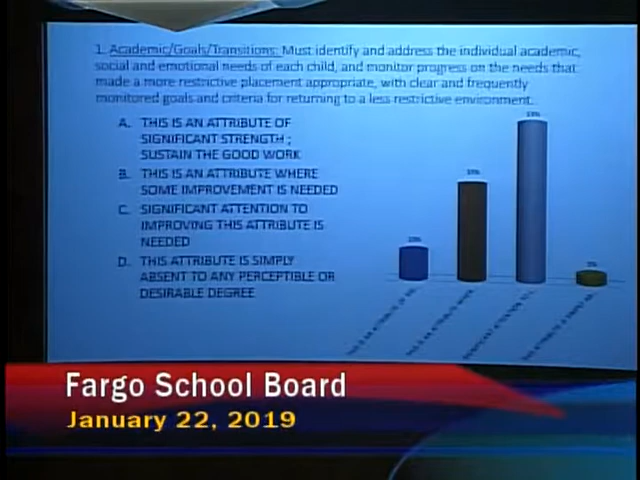 1. Academic/Goals/Transitions: Must identify and address the individual academic,
social and emotional needs of each child, and monitor progress on the needs that
made a more restrictive placement appropriate, with clear and frequently
monitored goals and criteria for returning to a less restrictive environment.
A. THIS IS AN ATTRIBUTE OF
SIGNIFICANT STRENGTH ;
SUSTAIN THE GOOD WORK
B. THIS IS AN ATTRIBUTE WHERE
SOME IMPROVEMENT IS NEEDED
C. SIGNIFICANT ATTENTION TO
IMPROVING THIS ATTRIBUTE IS
NEEDED
D. THIS ATTRIBUTE IS SIMPLY
ABSENT TO ANY PERCEPTIBLE OR
DESIRABLE DEGREE
Fargo School Board
January 22, 2019